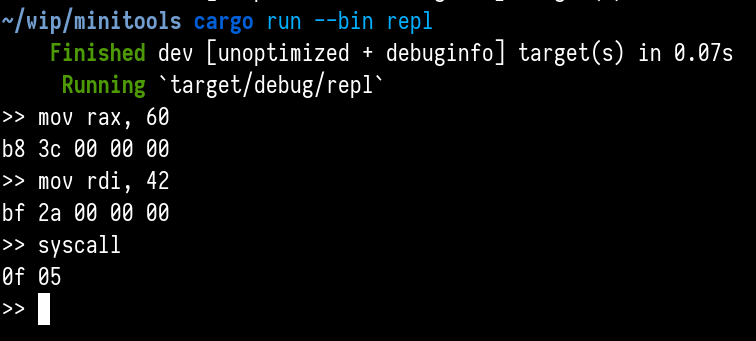 ~/wip/minitools cargo run --bin repl
Finished dev [unoptimized + debuginfo] target(s) in 0.07s
Running `target/debug/repl`
>> mov rax, 60
b8 3c 00 00 00
>> mov rdi, 42
bf 2a 00 00 00
>> syscall
0f 05
>>